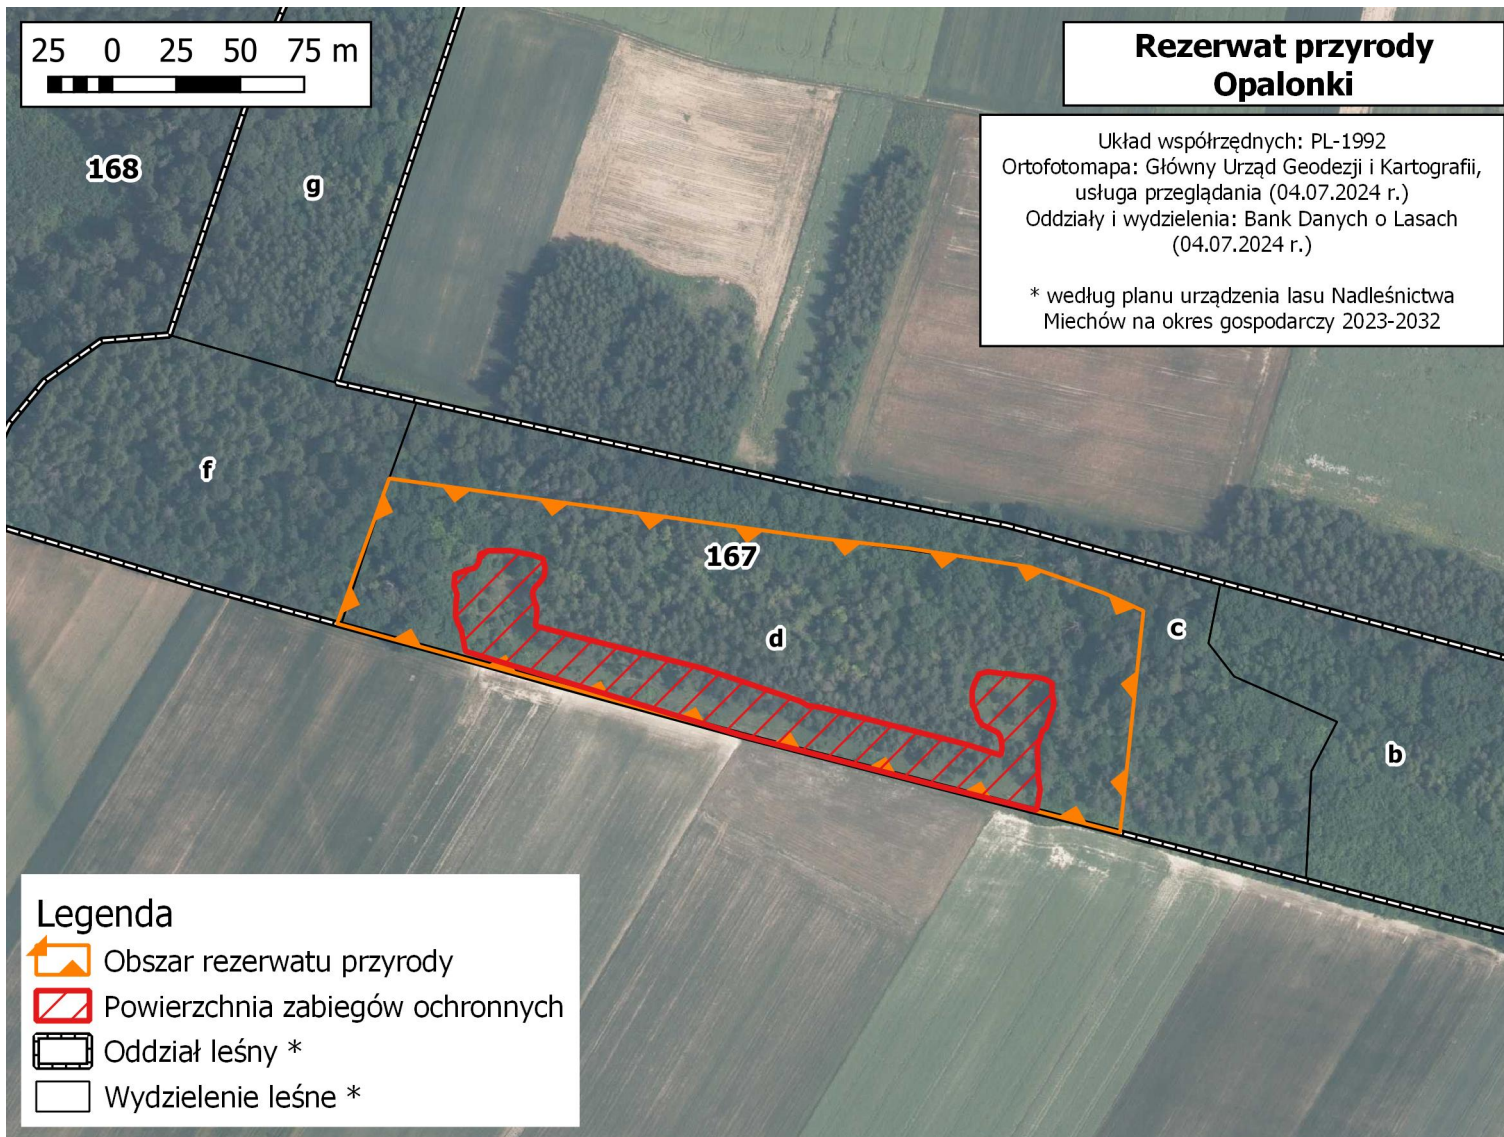 25 0 25 50 75 m
Rezerwat przyrody
Opalonki
Układ współrzędnych: PL-1992
Ortofotomapa: Główny Urząd Geodezji i Kartografii,
usługa przeglądania (04.07.2024 r.)
Oddziały i wydzielenia: Bank Danych o Lasach
(04.07.2024 r.)
* według planu urządzenia lasu Nadleśnictwa
Miechów na okres gospodarczy 2023-2032
168
g
f
167
d
c
b
Legenda
Obszar rezerwatu przyrody
Powierzchnia zabiegów ochronnych
Oddział leśny *
Wydzielenie leśne *